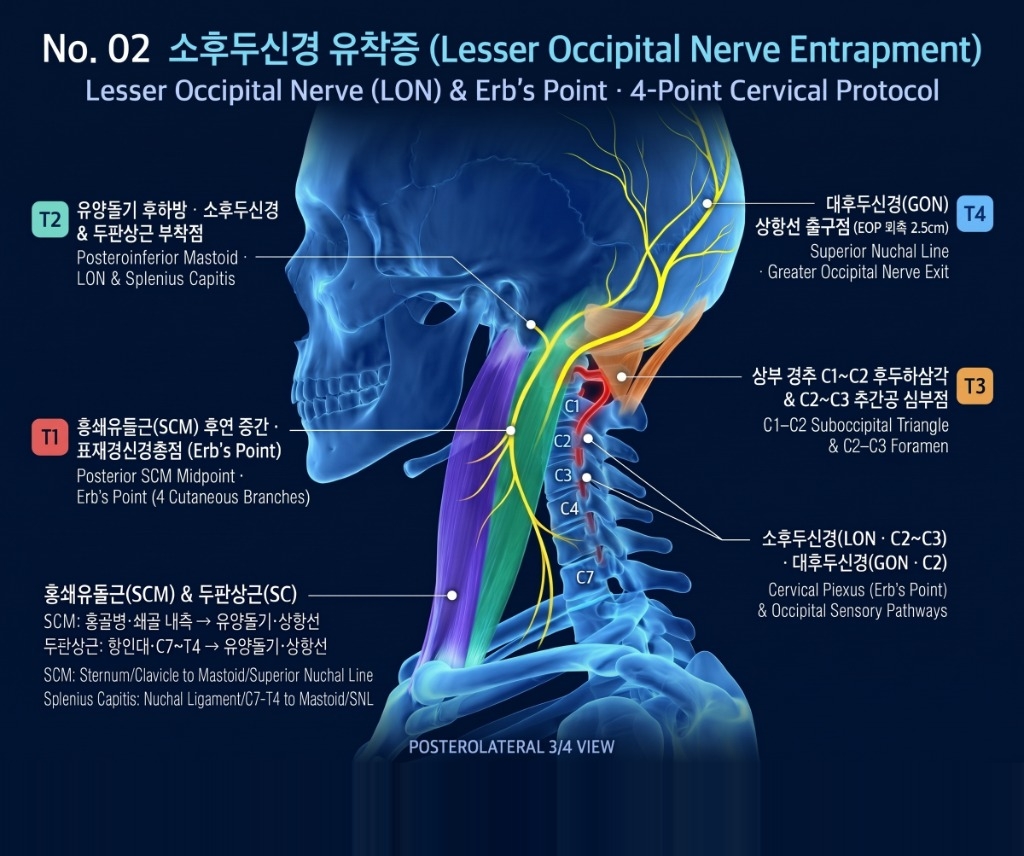 No. 02 소후두신경 유착증 (Lesser Occipital Nerve Entrapment)
Lesser Occipital Nerve (LON) & Erb's Point · 4-Point Cervical Protocol
T2
유양돌기 후하방 · 소후두신경
& 두판상근 부착점
Posteroinferior Mastoid ·
LON & Splenius Capitis
대후두신경(GON)
상항선 출구점 (EOP 외측 2.5cm)
T4
Superior Nuchal Line
· Greater Occipital Nerve Exit
T1
흉쇄유들근(SCM) 후연 중간 ·
표재경신경총점 (Erb's Point)
Posterior SCM Midpoint ·
Erb's Point (4 Cutaneous Branches)
상부 경추 C1~C2 후두하삼각
& C2~C3 추간공 심부점
T3
C1–C2 Suboccipital Triangle
& C2–C3 Foramen
C1
C2
C3
C4
C7
소후두신경(LON · C2~C3)
· 대후두신경(GON · C2)
Cervical Piexus (Erb's Point)
& Occipital Sensory Pathways
흉쇄유돌근(SCM) & 두판상근(SC)
SCM: 흉골병·쇄골 내측 → 유양돌기·상항선
두판상근: 항인대·C7~T4 → 유양돌기·상항선
SCM: Sternum/Clavicle to Mastoid/Superior Nuchal Line
Splenius Capitis: Nuchal Ligament/C7-T4 to Mastoid/SNL
POSTEROLATERAL 3/4 VIEW